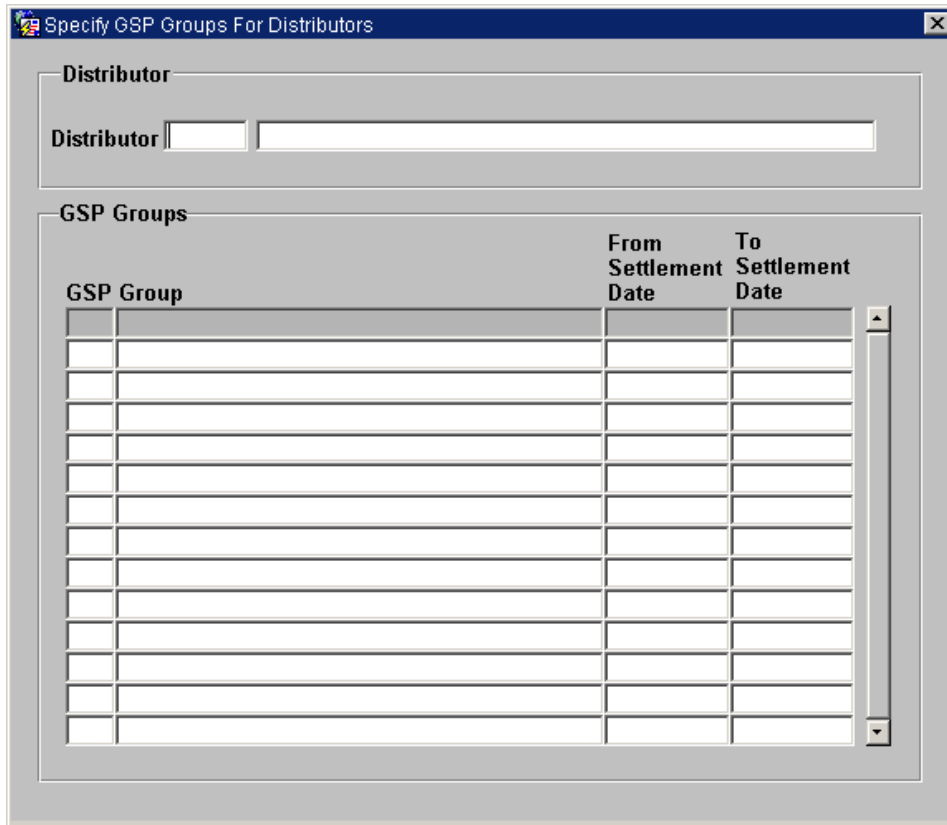 Specify GSP Groups For Distributors
Distributor
Distributor
GSP Groups
From Settlement Date
To Settlement Date
GSP Group